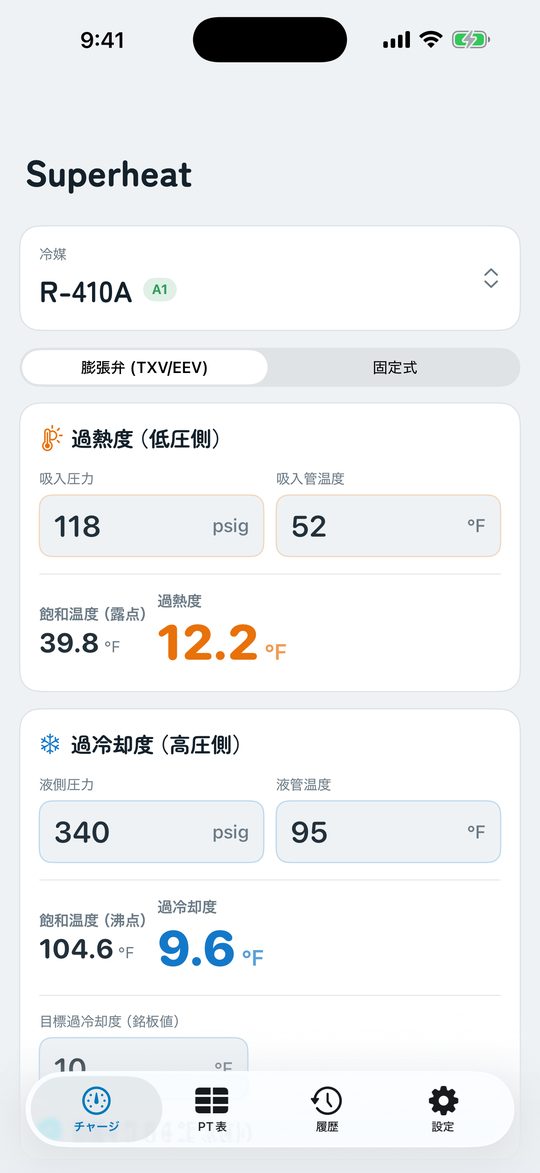 9:41
Superheat
冷媒
R-410A A1
膨張弁 (TXV/EEV) 固定式
過熱度（低圧側）
吸入圧力 吸入管温度
118 psig 52 °F
飽和温度（露点） 過熱度
39.8 °F 12.2 °F
過冷却度（高圧側）
液側圧力 液管温度
340 psig 95 °F
飽和温度（沸点） 過冷却度
104.6 °F 9.6 °F
目標過冷却度（銘板値）
10 °F
チャージ PT表 履歴 設定